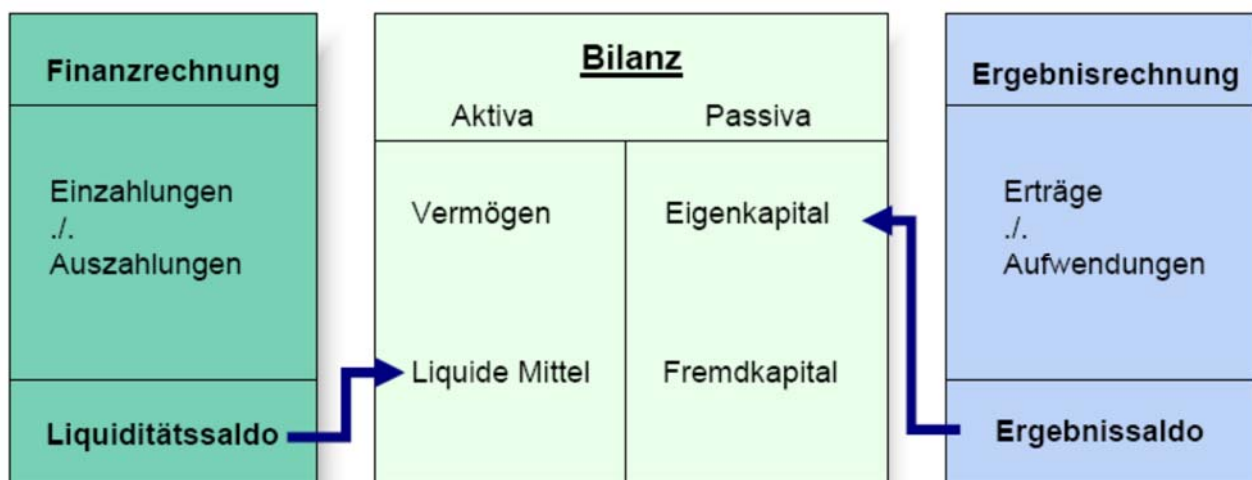 Finanzrechnung
Einzahlungen
./.
Auszahlungen
Liquiditätssaldo
Bilanz
Aktiva Passiva
Vermögen Eigenkapital
Liquide Mittel Fremdkapital
Ergebnisrechnung
Erträge
./.
Aufwendungen
Ergebnissaldo